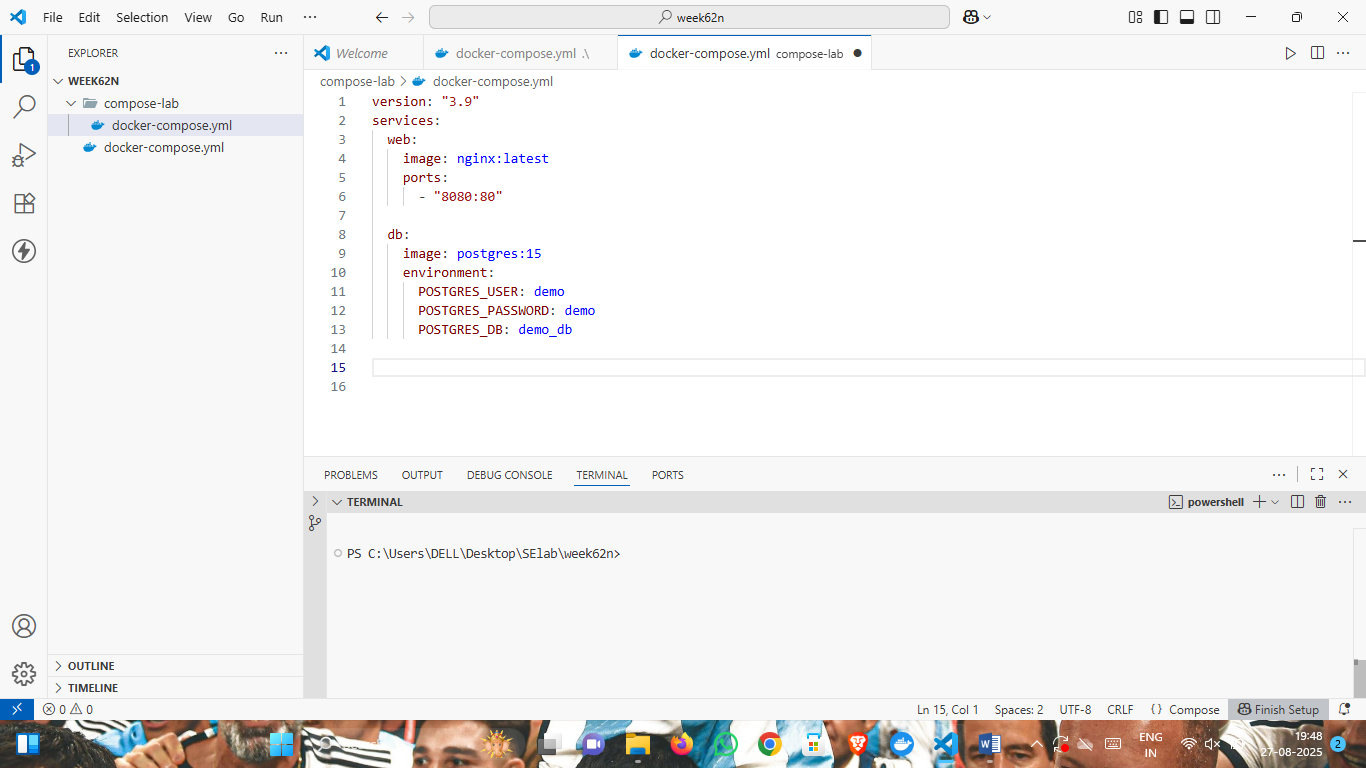 File Edit Selection View Go Run ··· week62n
EXPLORER ···
WEEK62N
compose-lab
docker-compose.yml
docker-compose.yml
OUTLINE
TIMELINE
Welcome docker-compose.yml .\ docker-compose.yml compose-lab
compose-lab > docker-compose.yml
1 version: "3.9"
2 services:
3 web:
4 image: nginx:latest
5 ports:
6 - "8080:80"
7
8 db:
9 image: postgres:15
10 environment:
11 POSTGRES_USER: demo
12 POSTGRES_PASSWORD: demo
13 POSTGRES_DB: demo_db
14
15
16
PROBLEMS OUTPUT DEBUG CONSOLE TERMINAL PORTS
TERMINAL powershell
PS C:\Users\DELL\Desktop\SElab\week62n>
0 0 Ln 15, Col 1 Spaces: 2 UTF-8 CRLF {} Compose Finish Setup
1
ENG
IN
19:48
27-08-2025
2